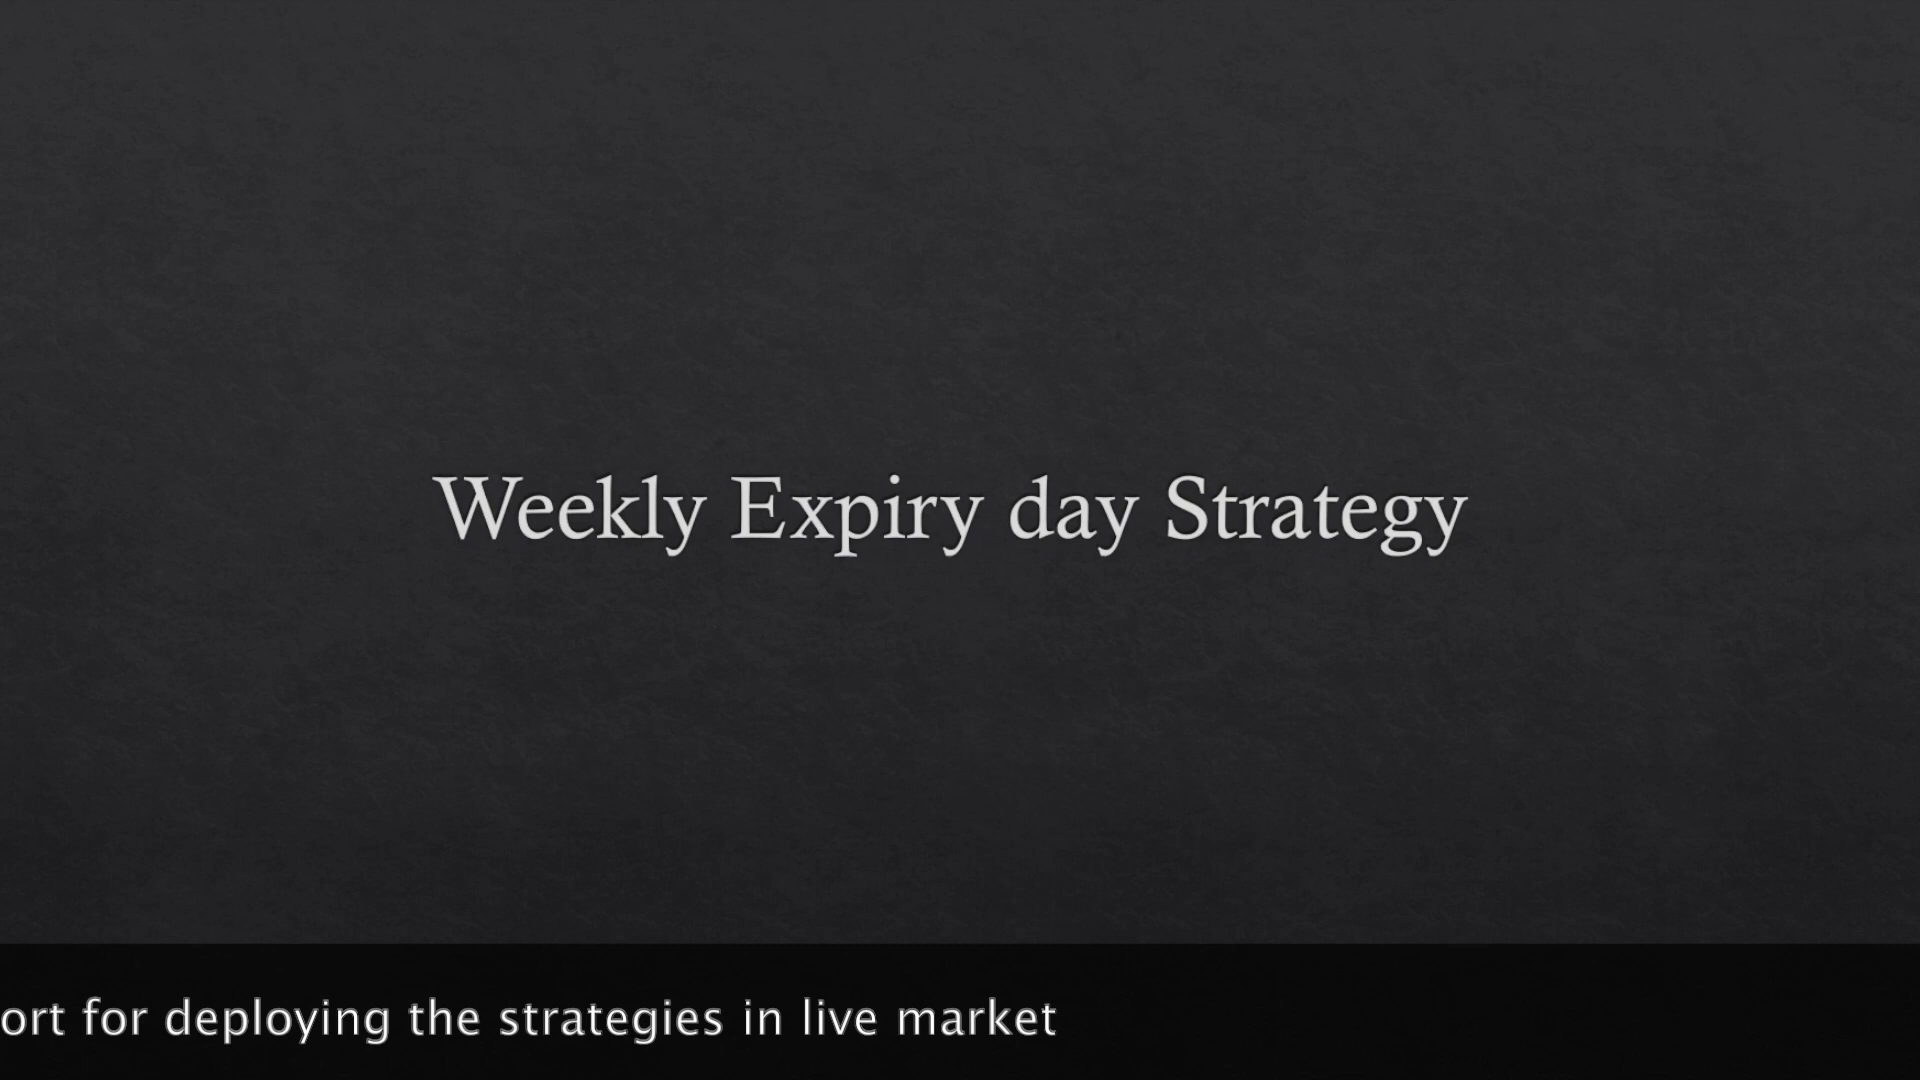 Weekly Expiry day Strategy
ort for deploying the strategies in live market